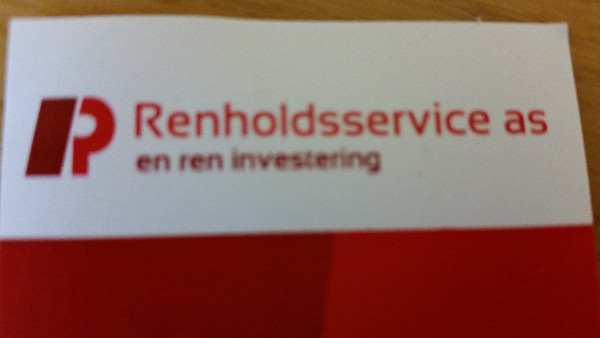 P Renholdsservice as
en ren investering